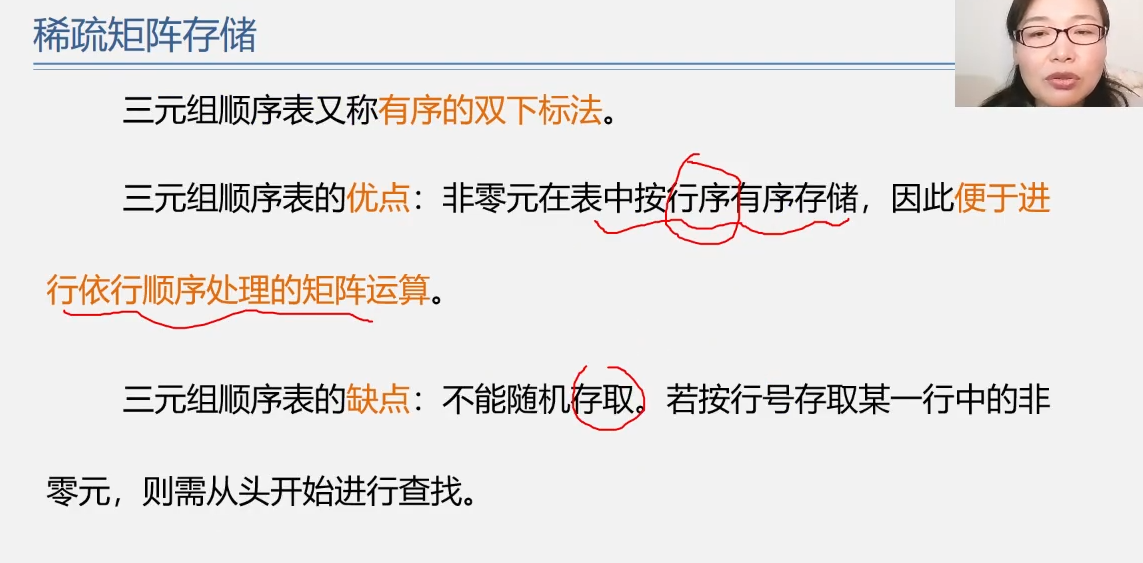 稀疏矩阵存储
三元组顺序表又称有序的双下标法。
三元组顺序表的优点：非零元在表中按行序有序存储，因此便于进
行依行顺序处理的矩阵运算。
三元组顺序表的缺点：不能随机存取。若按行号存取某一行中的非
零元，则需从头开始进行查找。